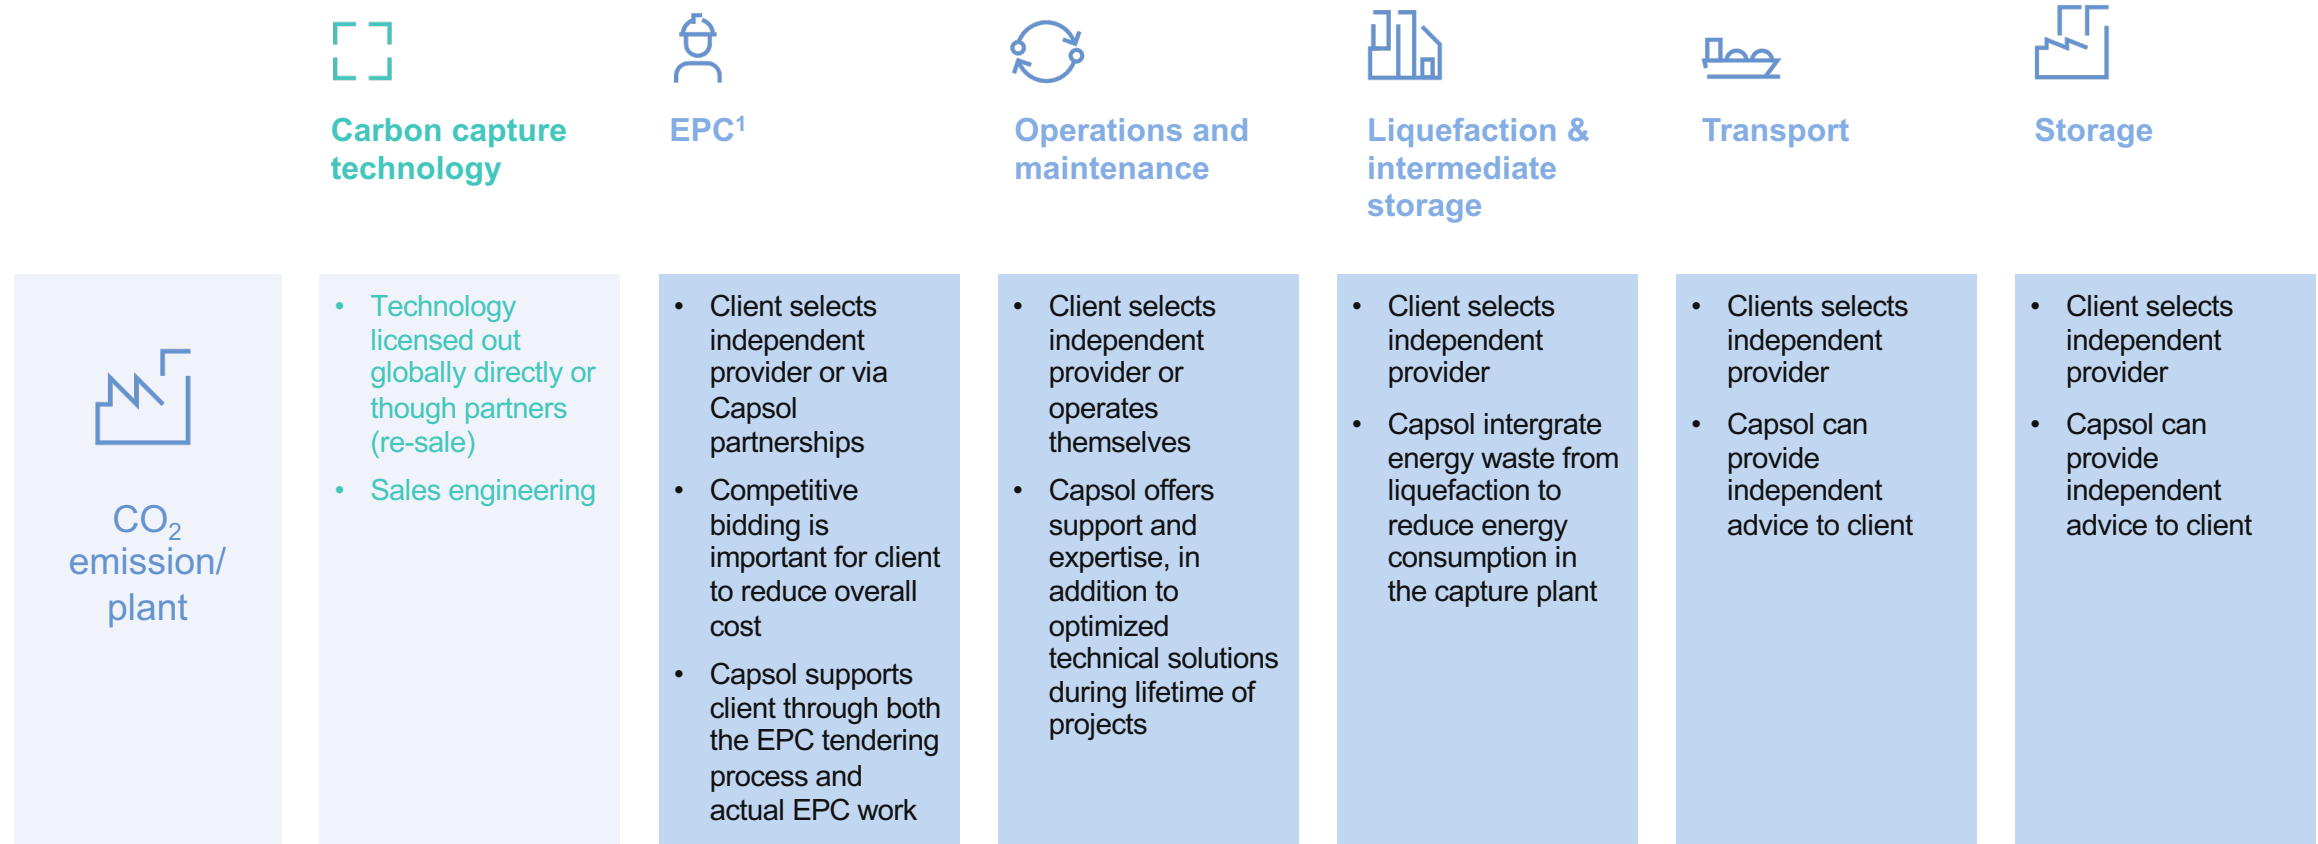 Carbon capture
technology
EPC1
Operations and
maintenance
Liquefaction &
intermediate
storage
Transport
Storage
CO2
emission/
plant
• Technology
licensed out
globally directly or
though partners
(re-sale)
• Sales engineering
• Client selects
independent
provider or via
Capsol
partnerships
• Competitive
bidding is
important for client
to reduce overall
cost
• Capsol supports
client through both
the EPC tendering
process and
actual EPC work
• Client selects
independent
provider or
operates
themselves
• Capsol offers
support and
expertise, in
addition to
optimized
technical solutions
during lifetime of
projects
• Client selects
independent
provider
• Capsol intergrate
energy waste from
liquefaction to
reduce energy
consumption in
the capture plant
• Clients selects
independent
provider
• Capsol can
provide
independent
advice to client
• Client selects
independent
provider
• Capsol can
provide
independent
advice to client